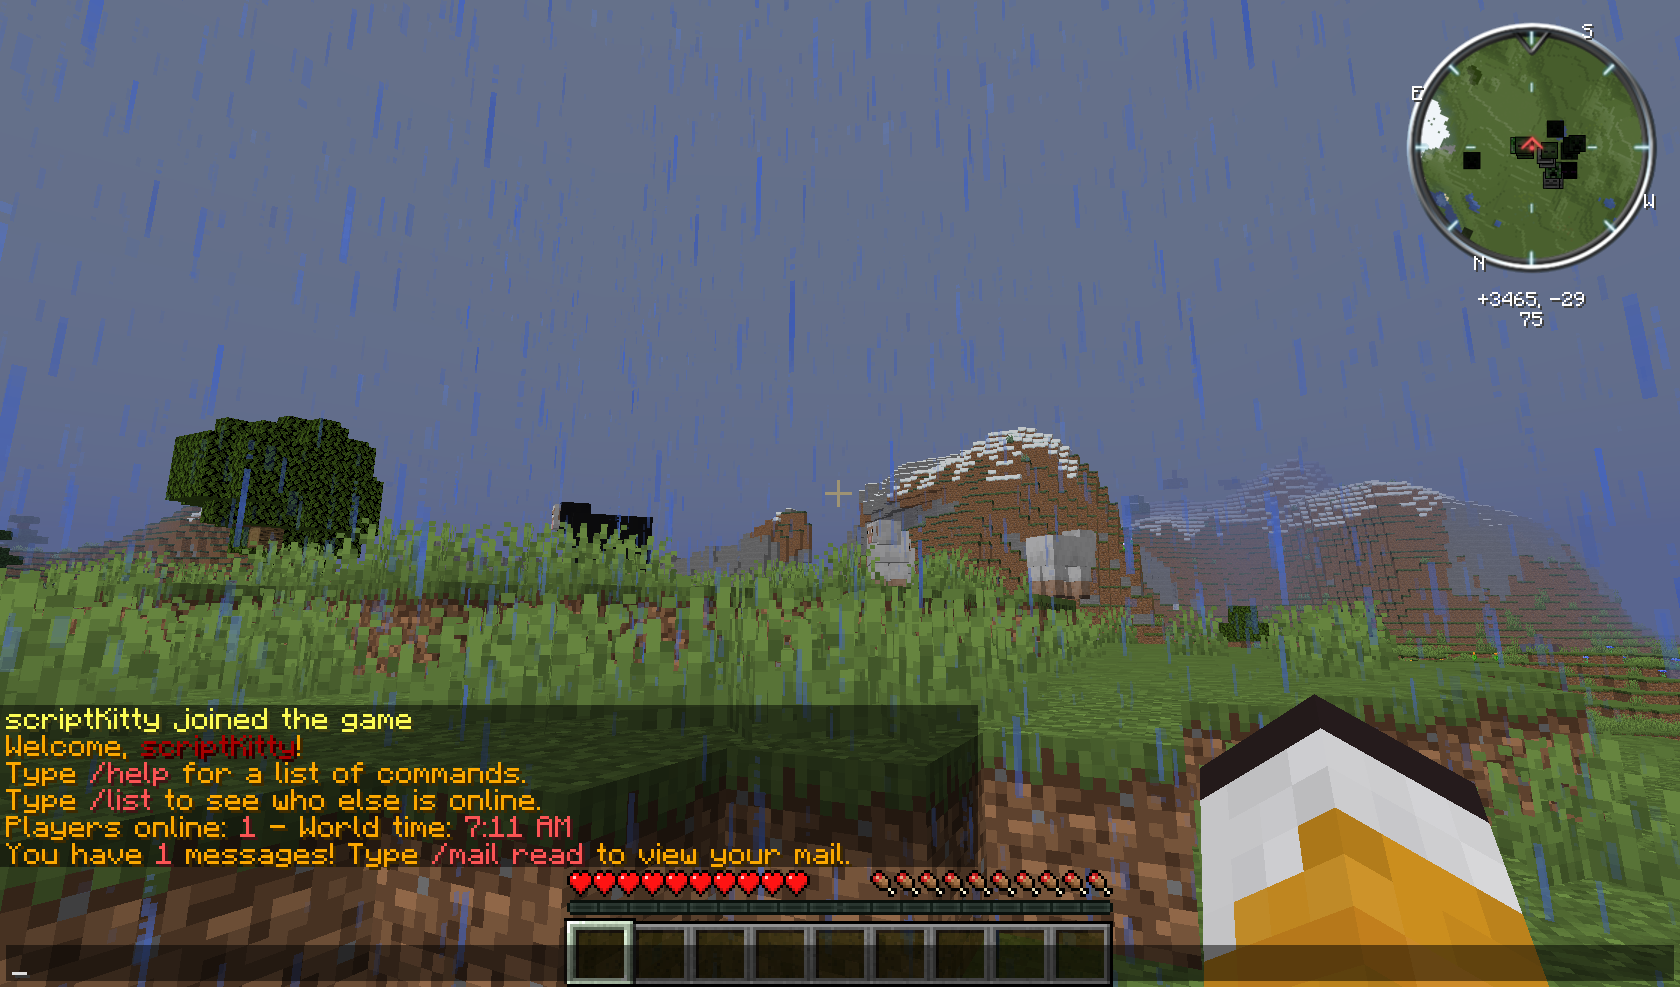 S
E
W
N
+3465, -29
75
scriptKitty joined the game
Welcome, scriptKitty!
Type /help for a list of commands.
Type /list to see who else is online.
Players online: 1 - World time: 7:11 AM
You have 1 messages! Type /mail read to view your mail.
_